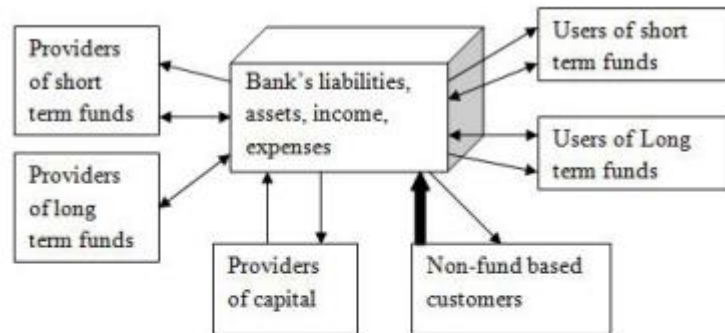 Providers
of short
term funds
Bank's liabilities,
assets, income,
expenses
Users of short
term funds
Users of Long
term funds
Providers
of long
term funds
Providers
of capital
Non-fund based
customers